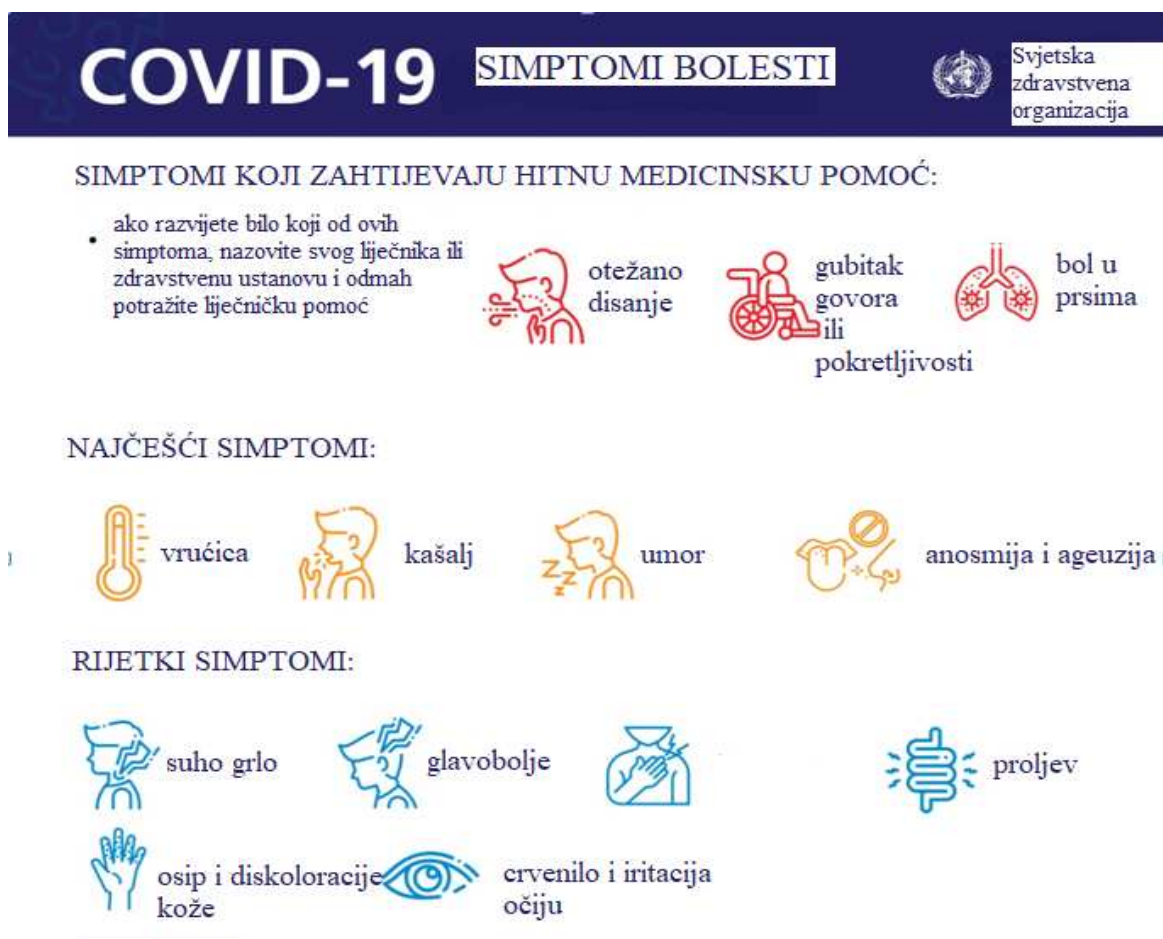 COVID-19 SIMPTOMI BOLESTI
Svjetska
zdravstvena
organizacija
SIMPTOMI KOJI ZAHTIJEVAJU HITNU MEDICINSKU POMOĆ:
• ako razvijete bilo koji od ovih
simptoma, nazovite svog liječnika ili
zdravstvenu ustanovu i odmah
potražite liječničku pomoć
otežano
disanje
gubitak
govora
ili
pokretljivosti
bol u
prsima
NAJČEŠĆI SIMPTOMI:
vrućica
kašalj
umor
anosmija i ageuzija
RIJETKI SIMPTOMI:
suho grlo
glavobolje
proljev
osip i diskoloracije
kože
crvenilo i iritacija
očiju